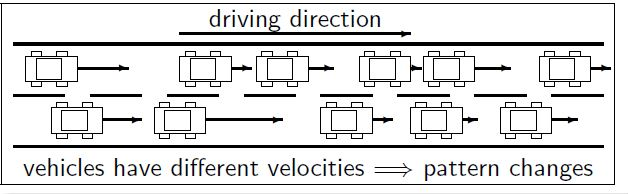 driving direction
vehicles have different velocities ⟹ pattern changes